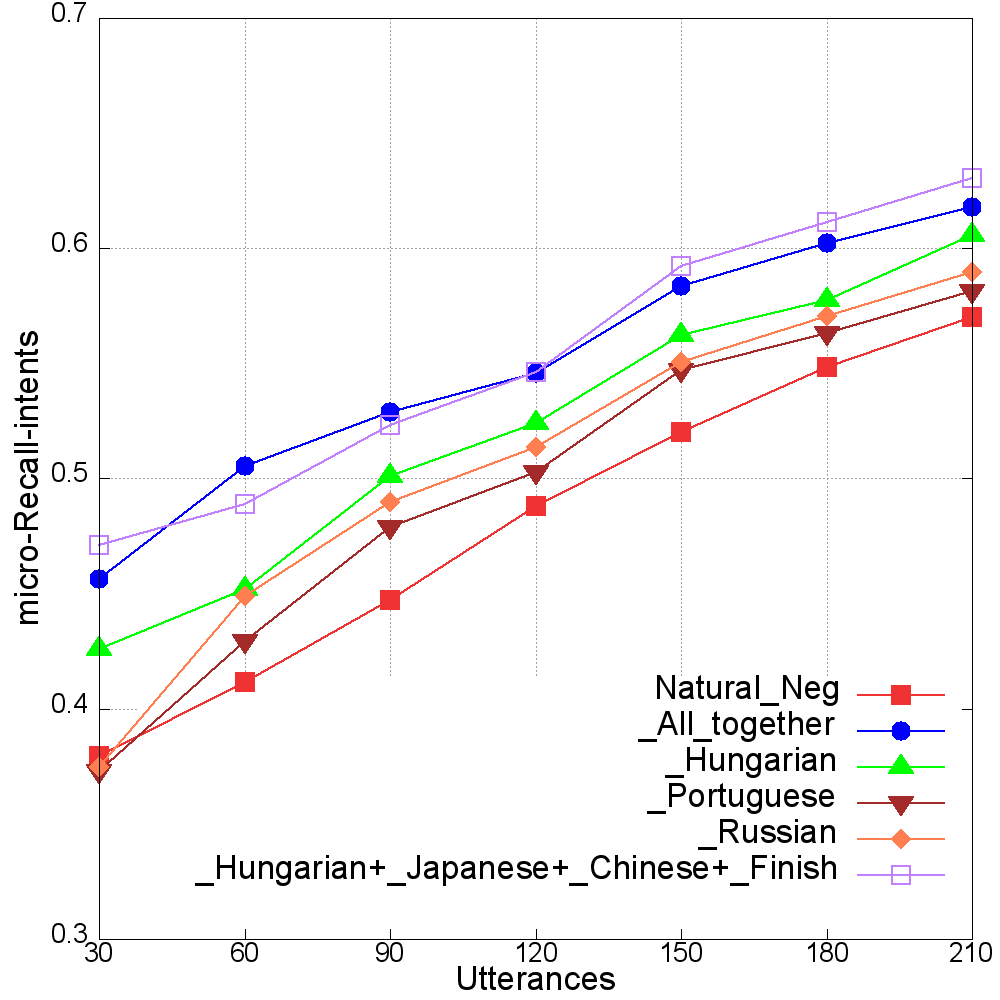 0.7
0.6
0.5
0.4
0.3
micro-Recall-intents
Natural_Neg
_All_together
_Hungarian
_Portuguese
_Russian
_Hungarian+_Japanese+_Chinese+_Finish
30 60 90 120 150 180 210
Utterances